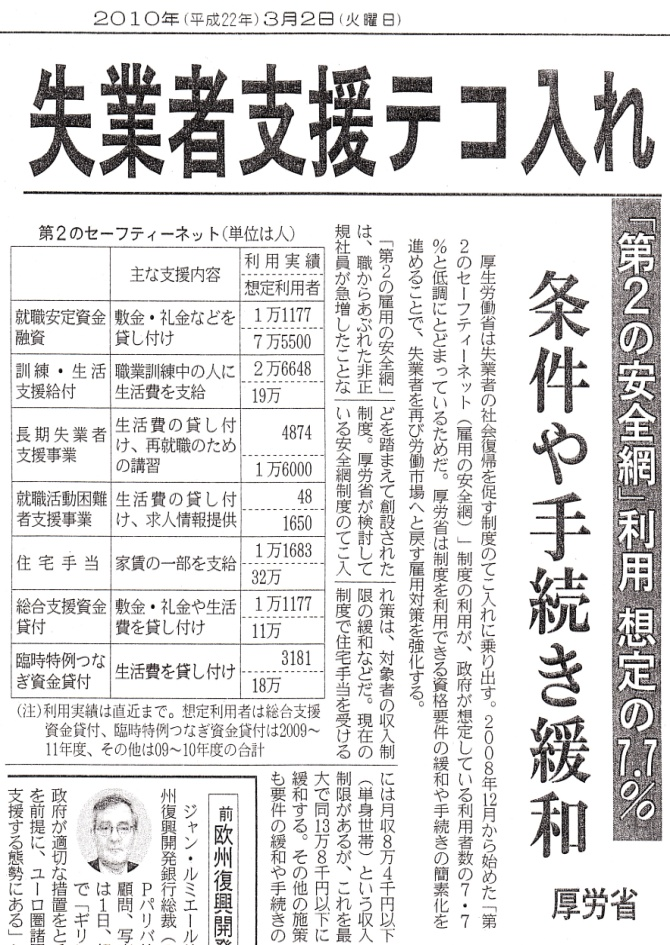 2010年(平成22年)3月2日(火曜日)
失業者支援テコ入れ
「第2の安全網」利用 想定の7.7%
条件や手続き緩和
厚労省
厚生労働省は失業者の社会復帰を促す制度のてこ入れに乗り出す。2008年12月から始めた「第
2のセーフティーネット(雇用の安全網)」制度の利用が、政府が想定している利用者数の7・7
%と低調にとどまっているためだ。厚労省は制度を利用できる資格要件の緩和や手続きの簡素化を
進めることで、失業者を再び労働市場へと戻す雇用対策を強化する。
「第2の雇用の安全網」
は、職からあぶれた非正
規社員が急増したことな
どを踏まえて創設された
制度。厚労省が検討して
いる安全網制度のてこ入
れ策は、対象者の収入制
限の緩和などだ。現在の
制度で住宅手当を受ける
には月収8万4千円以下
(単身世帯)という収入
制限があるが、これを最
大で同13万8千円以下に
緩和する。その他の施策
も要件の緩和や手続きの
第2のセーフティーネット(単位は人)
主な支援内容
利用実績
想定利用者
就職安定資金
融資
敷金・礼金などを
貸し付け
1万1177
7万5500
訓練・生活
支援給付
職業訓練中の人に
生活費を支給
2万6648
19万
長期失業者
支援事業
生活費の貸し付
け、再就職のため
の講習
4874
1万6000
就職活動困難
者支援事業
生活費の貸し付
け、求人情報提供
48
1650
住宅手当
家賃の一部を支給
1万1683
32万
総合支援資金
貸付
敷金・礼金や生活
費を貸し付け
1万1177
11万
臨時特例つな
ぎ資金貸付
生活費を貸し付け
3181
18万
(注)利用実績は直近まで。想定利用者は総合支援
資金貸付、臨時特例つなぎ資金貸付は2009〜
11年度、その他は09〜10年度の合計
前 欧州復興開発
ジャン・ルミエール
州復興開発銀行総裁(
Pパリバ
顧問、写
は1日、
で「ギリ
政府が適切な措置をと
を前提に、ユーロ圏諸
支援する態勢にある」